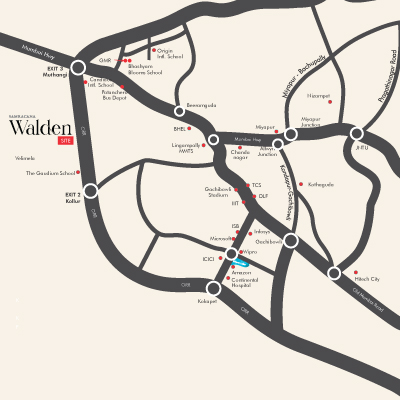 Mumbai Hwy
EXIT 3
Muthangi
GMR
Origin
Intl. School
Bhashyam
Blooms School
Candiur
Intl. School
Patancheru
Bus Depot
Beeramguda
Miyapur - Bachupally
Pragathinagar Road
Nizampet
SUMACANA
Walden
SITE
ORR
BHEL
Lingampally
MMTS
Mumbai Hwy
Chanda
nagar
Miyapur
Miyapur
Junction
Allwyn
Junction
JNTU
Velimela
The Gaudium School
EXIT 2
Kollur
ORR
Gachibowli
Stadium
TCS
DLF
IIIT
Kondapur-Gachibowli
Kothaguda
ISB
Microsoft
Infosys
Gachibowli
Wipro
ICICI
Amazon
Continental
Hospital
Hitech City
Old Mumbai Road
ORR
Kokapet
ORR